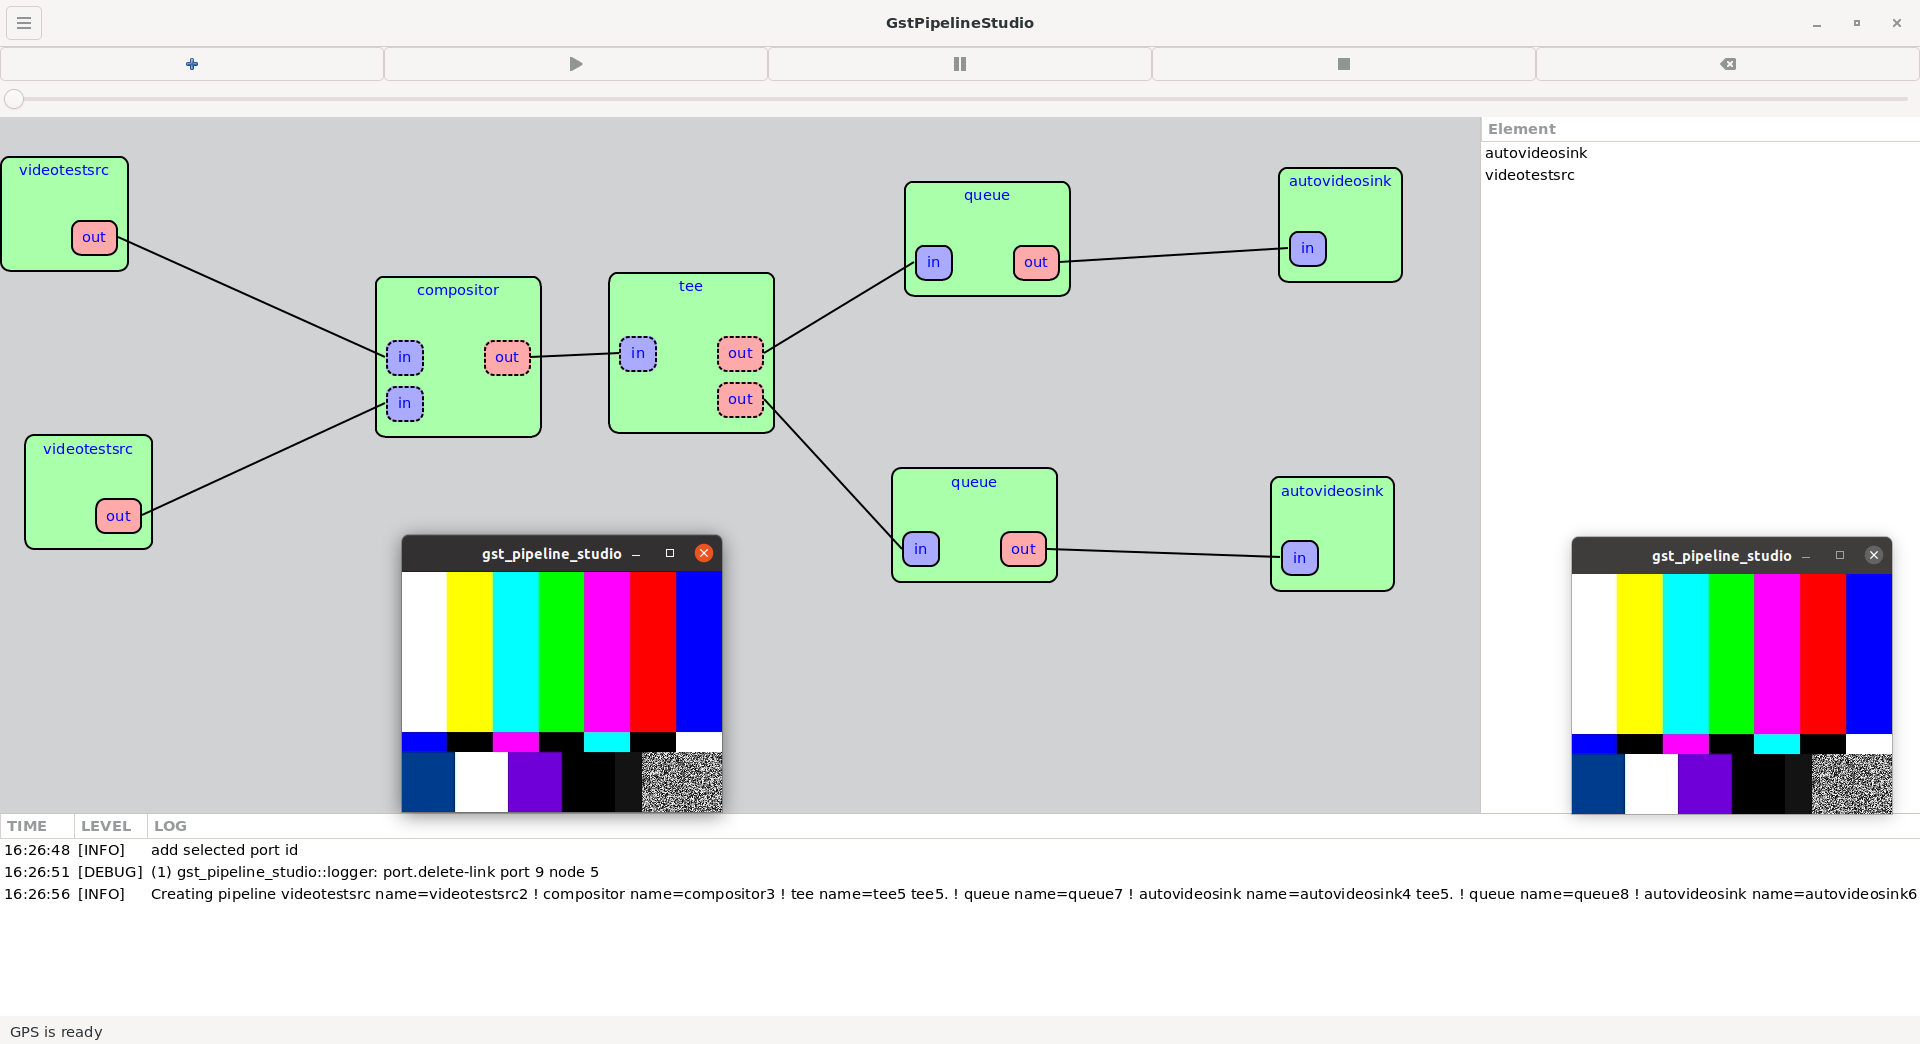 GstPipelineStudio
Element
autovideosink
videotestsrc
videotestsrc
out
compositor
in
out
in
tee
in
out
out
queue
in
out
autovideosink
in
videotestsrc
out
queue
in
out
autovideosink
in
gst_pipeline_studio
gst_pipeline_studio
TIME LEVEL LOG
16:26:48 [INFO] add selected port id
16:26:51 [DEBUG] (1) gst_pipeline_studio::logger: port.delete-link port 9 node 5
16:26:56 [INFO] Creating pipeline videotestsrc name=videotestsrc2 ! compositor name=compositor3 ! tee name=tee5 tee5. ! queue name=queue7 ! autovideosink name=autovideosink4 tee5. ! queue name=queue8 ! autovideosink name=autovideosink6
GPS is ready